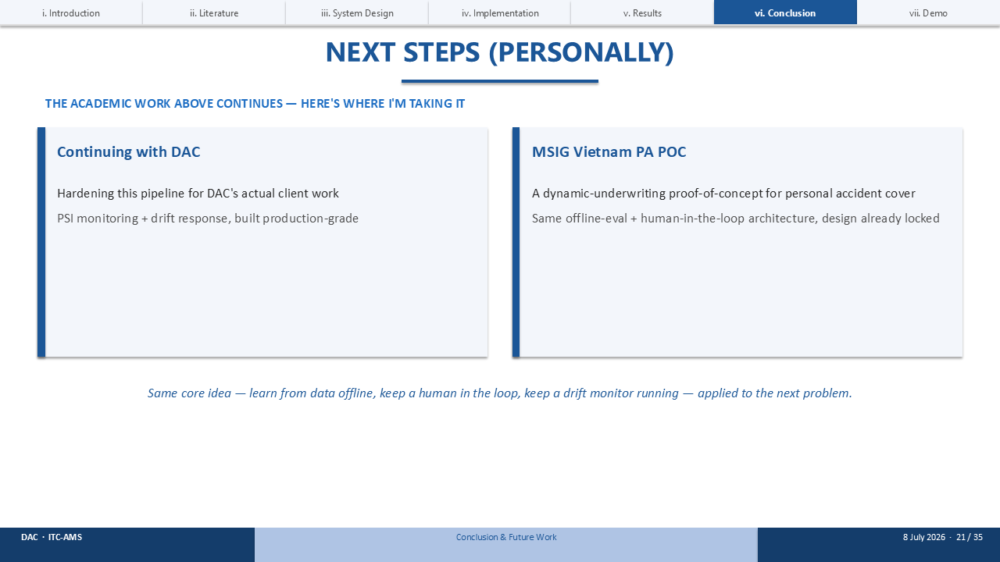 i. Introduction
ii. Literature
iii. System Design
iv. Implementation
v. Results
vi. Conclusion
vii. Demo
NEXT STEPS (PERSONALLY)
THE ACADEMIC WORK ABOVE CONTINUES — HERE'S WHERE I'M TAKING IT
Continuing with DAC
Hardening this pipeline for DAC's actual client work
PSI monitoring + drift response, built production-grade
MSIG Vietnam PA POC
A dynamic-underwriting proof-of-concept for personal accident cover
Same offline-eval + human-in-the-loop architecture, design already locked
Same core idea — learn from data offline, keep a human in the loop, keep a drift monitor running — applied to the next problem.
DAC · ITC-AMS
Conclusion & Future Work
8 July 2026 · 21 / 35